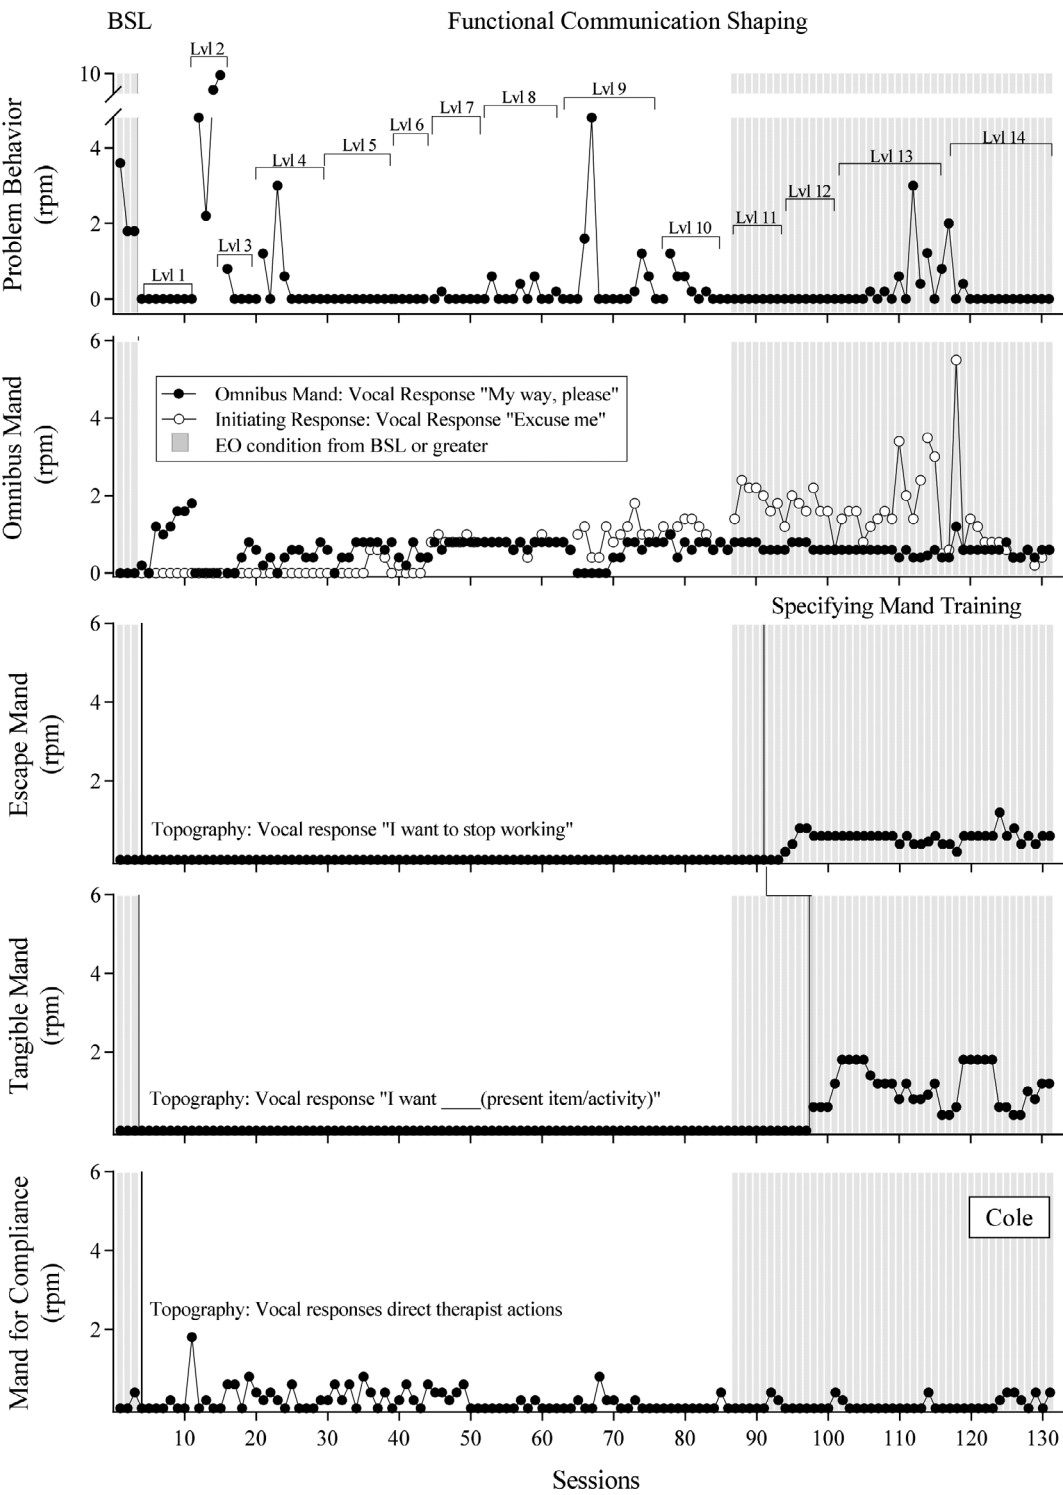 BSL Functional Communication Shaping
Problem Behavior
(rpm)
10
4
2
0
Lvl 1
Lvl 2
Lvl 3
Lvl 4
Lvl 5
Lvl 6
Lvl 7
Lvl 8
Lvl 9
Lvl 10
Lvl 11
Lvl 12
Lvl 13
Lvl 14
Omnibus Mand
(rpm)
6
4
2
0
Omnibus Mand: Vocal Response "My way, please"
Initiating Response: Vocal Response "Excuse me"
EO condition from BSL or greater
Specifying Mand Training
Escape Mand
(rpm)
6
4
2
Topography: Vocal response "I want to stop working"
Tangible Mand
(rpm)
6
4
2
Topography: Vocal response "I want ____(present item/activity)"
Mand for Compliance
(rpm)
6
4
2
Cole
Topography: Vocal responses direct therapist actions
10 20 30 40 50 60 70 80 90 100 110 120 130
Sessions